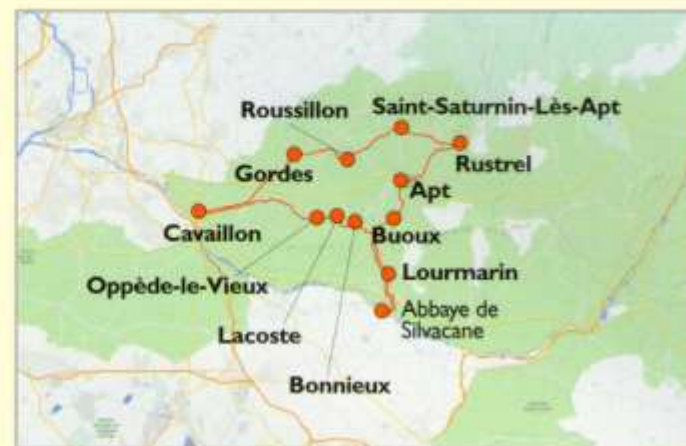 Roussillon
Saint-Saturnin-Lès-Apt
Gordes
Rustrel
Apt
Cavaillon
Buoux
Oppède-le-Vieux
Lourmarin
Lacoste
Abbaye de
Silvacane
Bonnieux